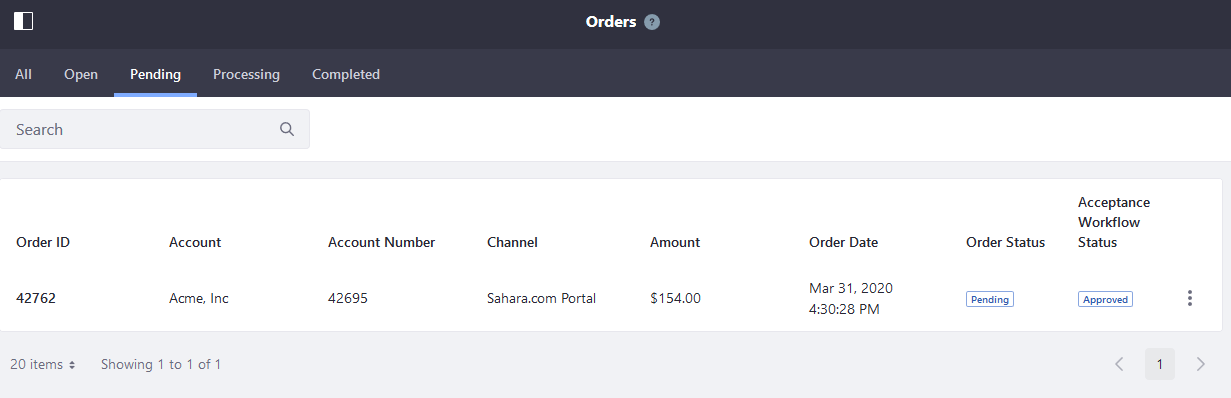 Orders ?
All Open Pending Processing Completed
Search
Order ID Account Account Number Channel Amount Order Date Order Status Acceptance Workflow Status
42762 Acme, Inc 42695 Sahara.com Portal $154.00 Mar 31, 2020 4:30:28 PM Pending Approved
20 items Showing 1 to 1 of 1 1